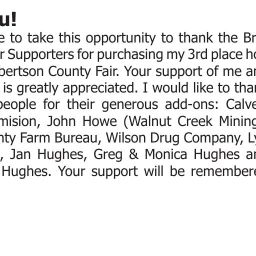 u!
e to take this opportunity to thank the Br
r Supporters for purchasing my 3rd place ho
bertson County Fair. Your support of me an
is greatly appreciated. I would like to than
people for their generous add-ons: Calve
mision, John Howe (Walnut Creek Mining
nty Farm Bureau, Wilson Drug Company, Ly
, Jan Hughes, Greg & Monica Hughes an
Hughes. Your support will be remembere